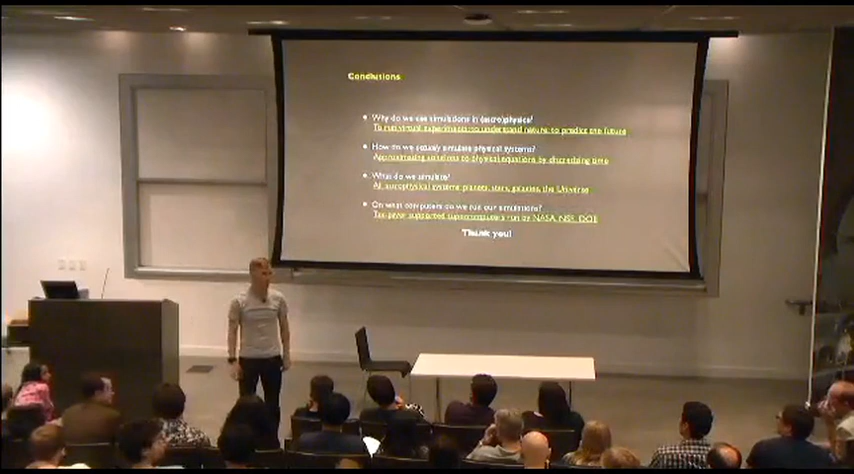 Conclusions
• Why do we use simulations in (astro)physics?
To run virtual experiments to understand nature, to predict the future
• How do we actually simulate physical systems?
Approximating solutions to physical equations by discretizing time
• What do we simulate?
All astrophysical systems: planets, stars, galaxies, the Universe
• On what computers do we run our simulations?
Tax-payer supported supercomputers run by NASA, NSF, DOE
Thank you!